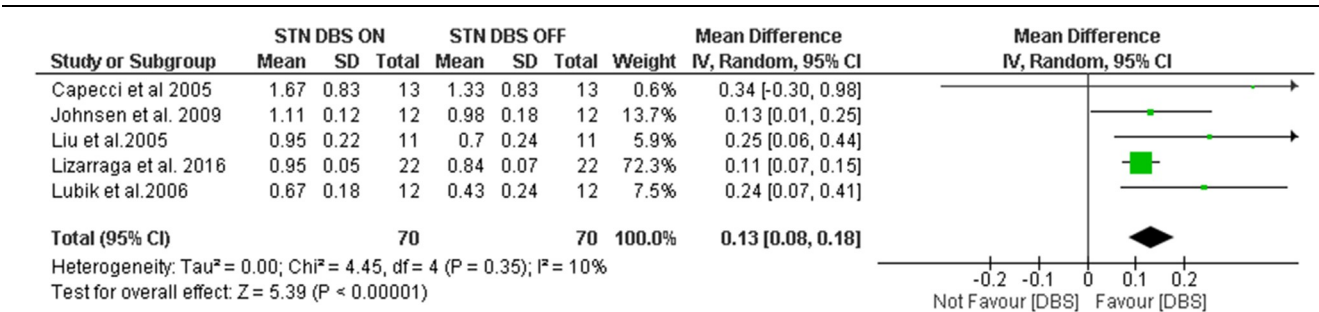 STN DBS ON STN DBS OFF Mean Difference Mean Difference
Study or Subgroup Mean SD Total Mean SD Total Weight IV, Random, 95% CI IV, Random, 95% CI
Capecci et al 2005 1.67 0.83 13 1.33 0.83 13 0.6% 0.34 [-0.30, 0.98]
Johnsen et al. 2009 1.11 0.12 12 0.98 0.18 12 13.7% 0.13 [0.01, 0.25]
Liu et al.2005 0.95 0.22 11 0.7 0.24 11 5.9% 0.25 [0.06, 0.44]
Lizarraga et al. 2016 0.95 0.05 22 0.84 0.07 22 72.3% 0.11 [0.07, 0.15]
Lubik et al.2006 0.67 0.18 12 0.43 0.24 12 7.5% 0.24 [0.07, 0.41]
Total (95% CI) 70 70 100.0% 0.13 [0.08, 0.18]
Heterogeneity: Tau² = 0.00; Chi² = 4.45, df = 4 (P = 0.35); I² = 10%
Test for overall effect: Z = 5.39 (P < 0.00001)
-0.2 -0.1 0 0.1 0.2
Not Favour [DBS] Favour [DBS]